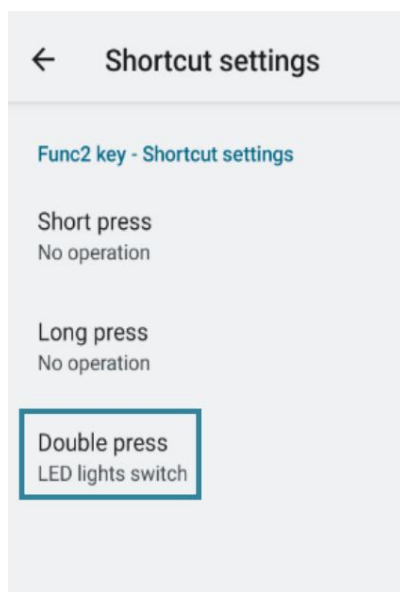 Shortcut settings
Func2 key - Shortcut settings
Short press
No operation
Long press
No operation
Double press
LED lights switch